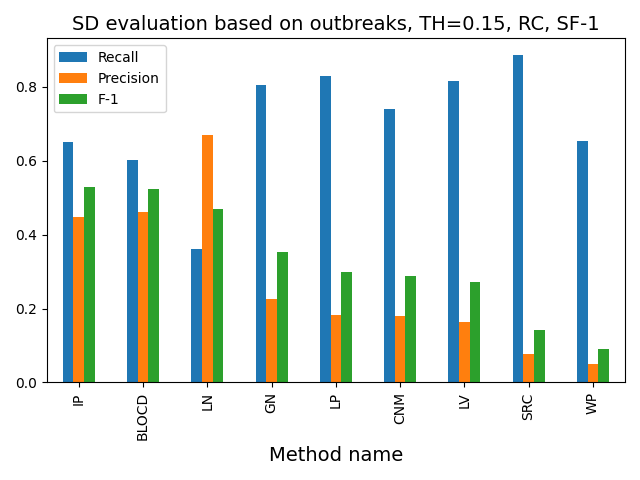 SD evaluation based on outbreaks, TH=0.15, RC, SF-1
Recall
Precision
F-1
0.8
0.6
0.4
0.2
0.0
IP
BLOCD
LN
GN
LP
CNM
LV
SRC
WP
Method name